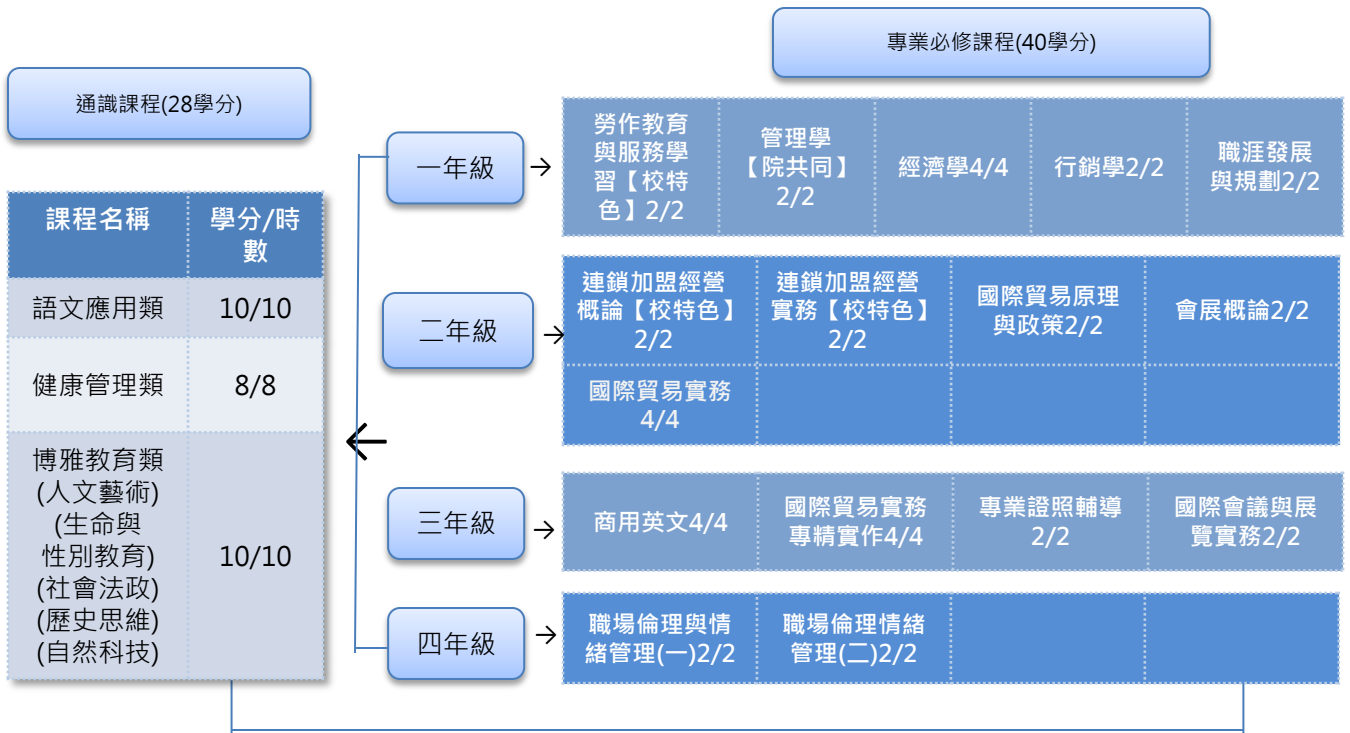 專業必修課程(40學分)
通識課程(28學分)
課程名稱
學分/時
數
語文應用類
10/10
健康管理類
8/8
博雅教育類
(人文藝術)
(生命與
性別教育)
(社會法政)
(歷史思維)
(自然科技)
10/10
一年級
勞作教育
與服務學
習【校特
色】2/2
管理學
【院共同】
2/2
經濟學4/4
行銷學2/2
職涯發展
與規劃2/2
二年級
連鎖加盟經營
概論【校特色】
2/2
連鎖加盟經營
實務【校特色】
2/2
國際貿易原理
與政策2/2
會展概論2/2
國際貿易實務
4/4
三年級
商用英文4/4
國際貿易實務
專精實作4/4
專業證照輔導
2/2
國際會議與展
覽實務2/2
四年級
職場倫理與情
緒管理(一)2/2
職場倫理情緒
管理(二)2/2